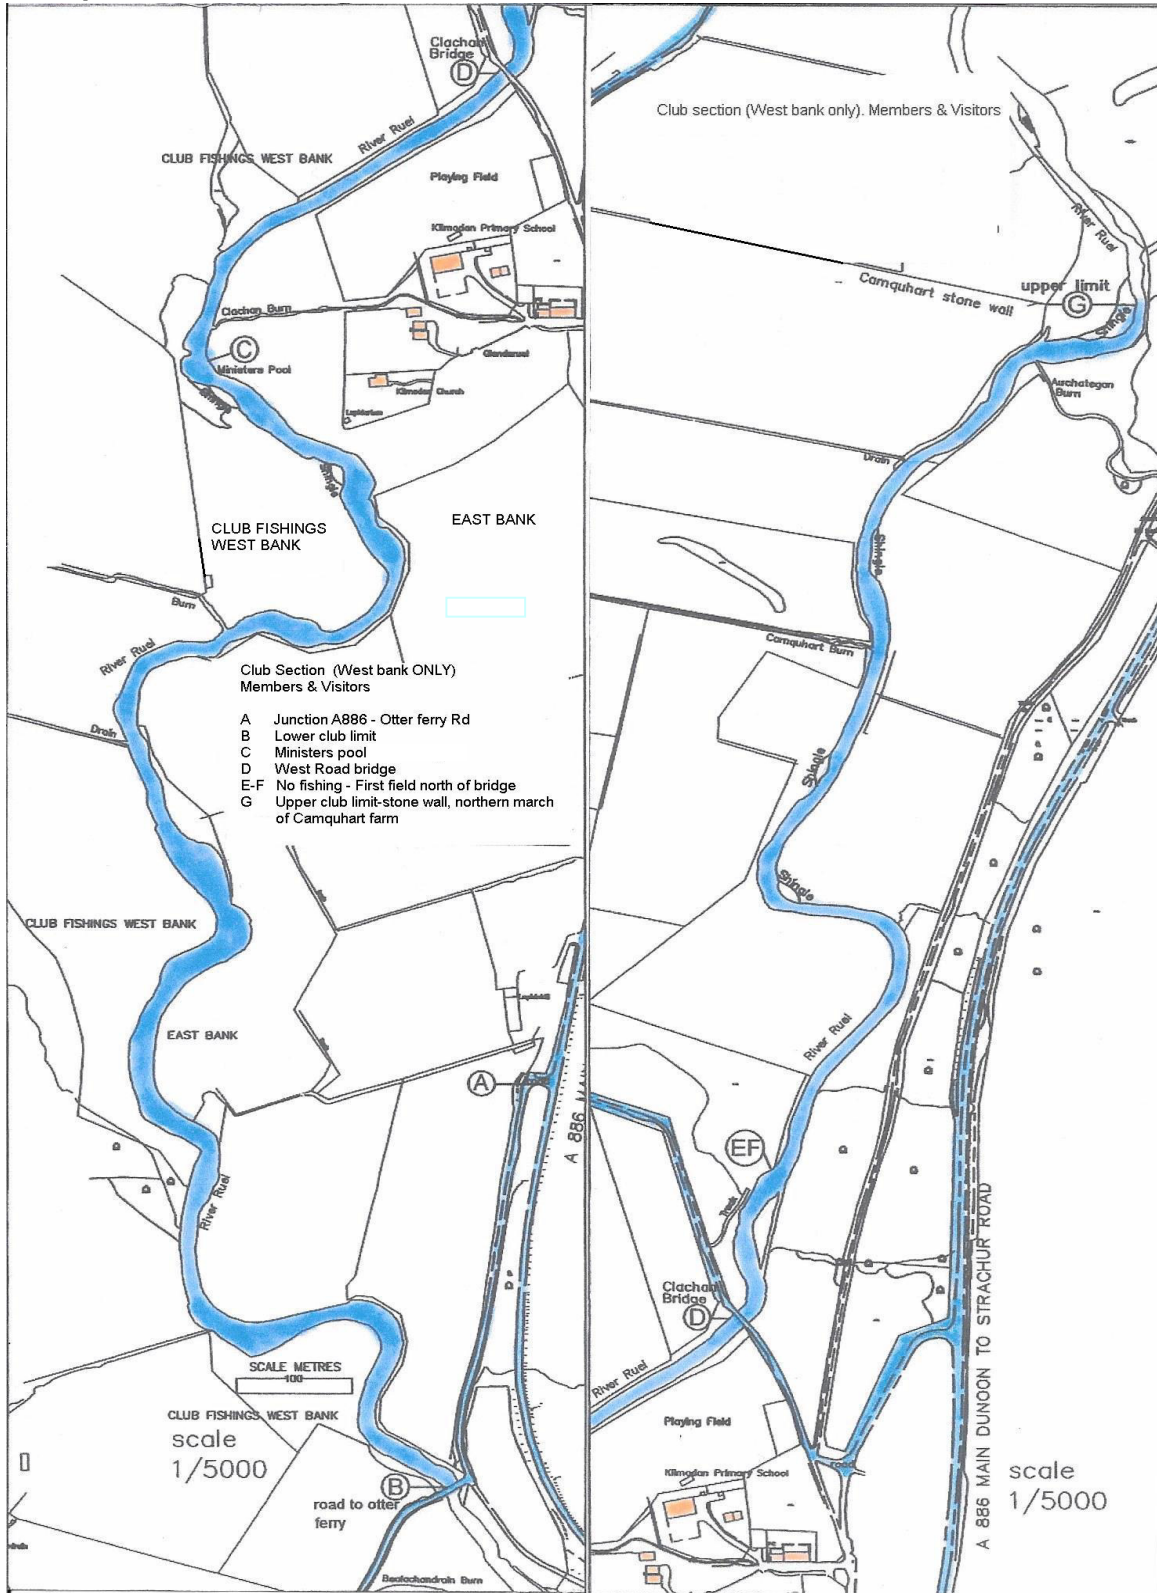 Clachan
Bridge
D
River Ruel
CLUB FISHINGS WEST BANK
Playing Field
Kilmodan Primary School
Clachan Burn
C
Ministers Pool
Glendaruel
Kilmodan Church
Shingle
Shingle
CLUB FISHINGS
WEST BANK
EAST BANK
Burn
River Ruel
Club Section (West bank ONLY)
Members & Visitors
A Junction A886 - Otter ferry Rd
B Lower club limit
C Ministers pool
D West Road bridge
E-F No fishing - First field north of bridge
G Upper club limit-stone wall, northern march
of Camquhart farm
Drain
CLUB FISHINGS WEST BANK
EAST BANK
A
A 886 MAIN
River Ruel
SCALE METRES
100
CLUB FISHINGS WEST BANK
scale
1/5000
B
road to otter
ferry
Club section (West bank only). Members & Visitors
River Ruel
Camquhart stone wall
upper limit
G
Shingle
Auchategan
Burn
Drain
Shingle
Camquhart Burn
Shingle
Shingle
River Ruel
EF
Track
Clachan
Bridge
D
River Ruel
Playing Field
Kilmodan Primary School
road
A 886 MAIN DUNOON TO STRACHUR ROAD
scale
1/5000